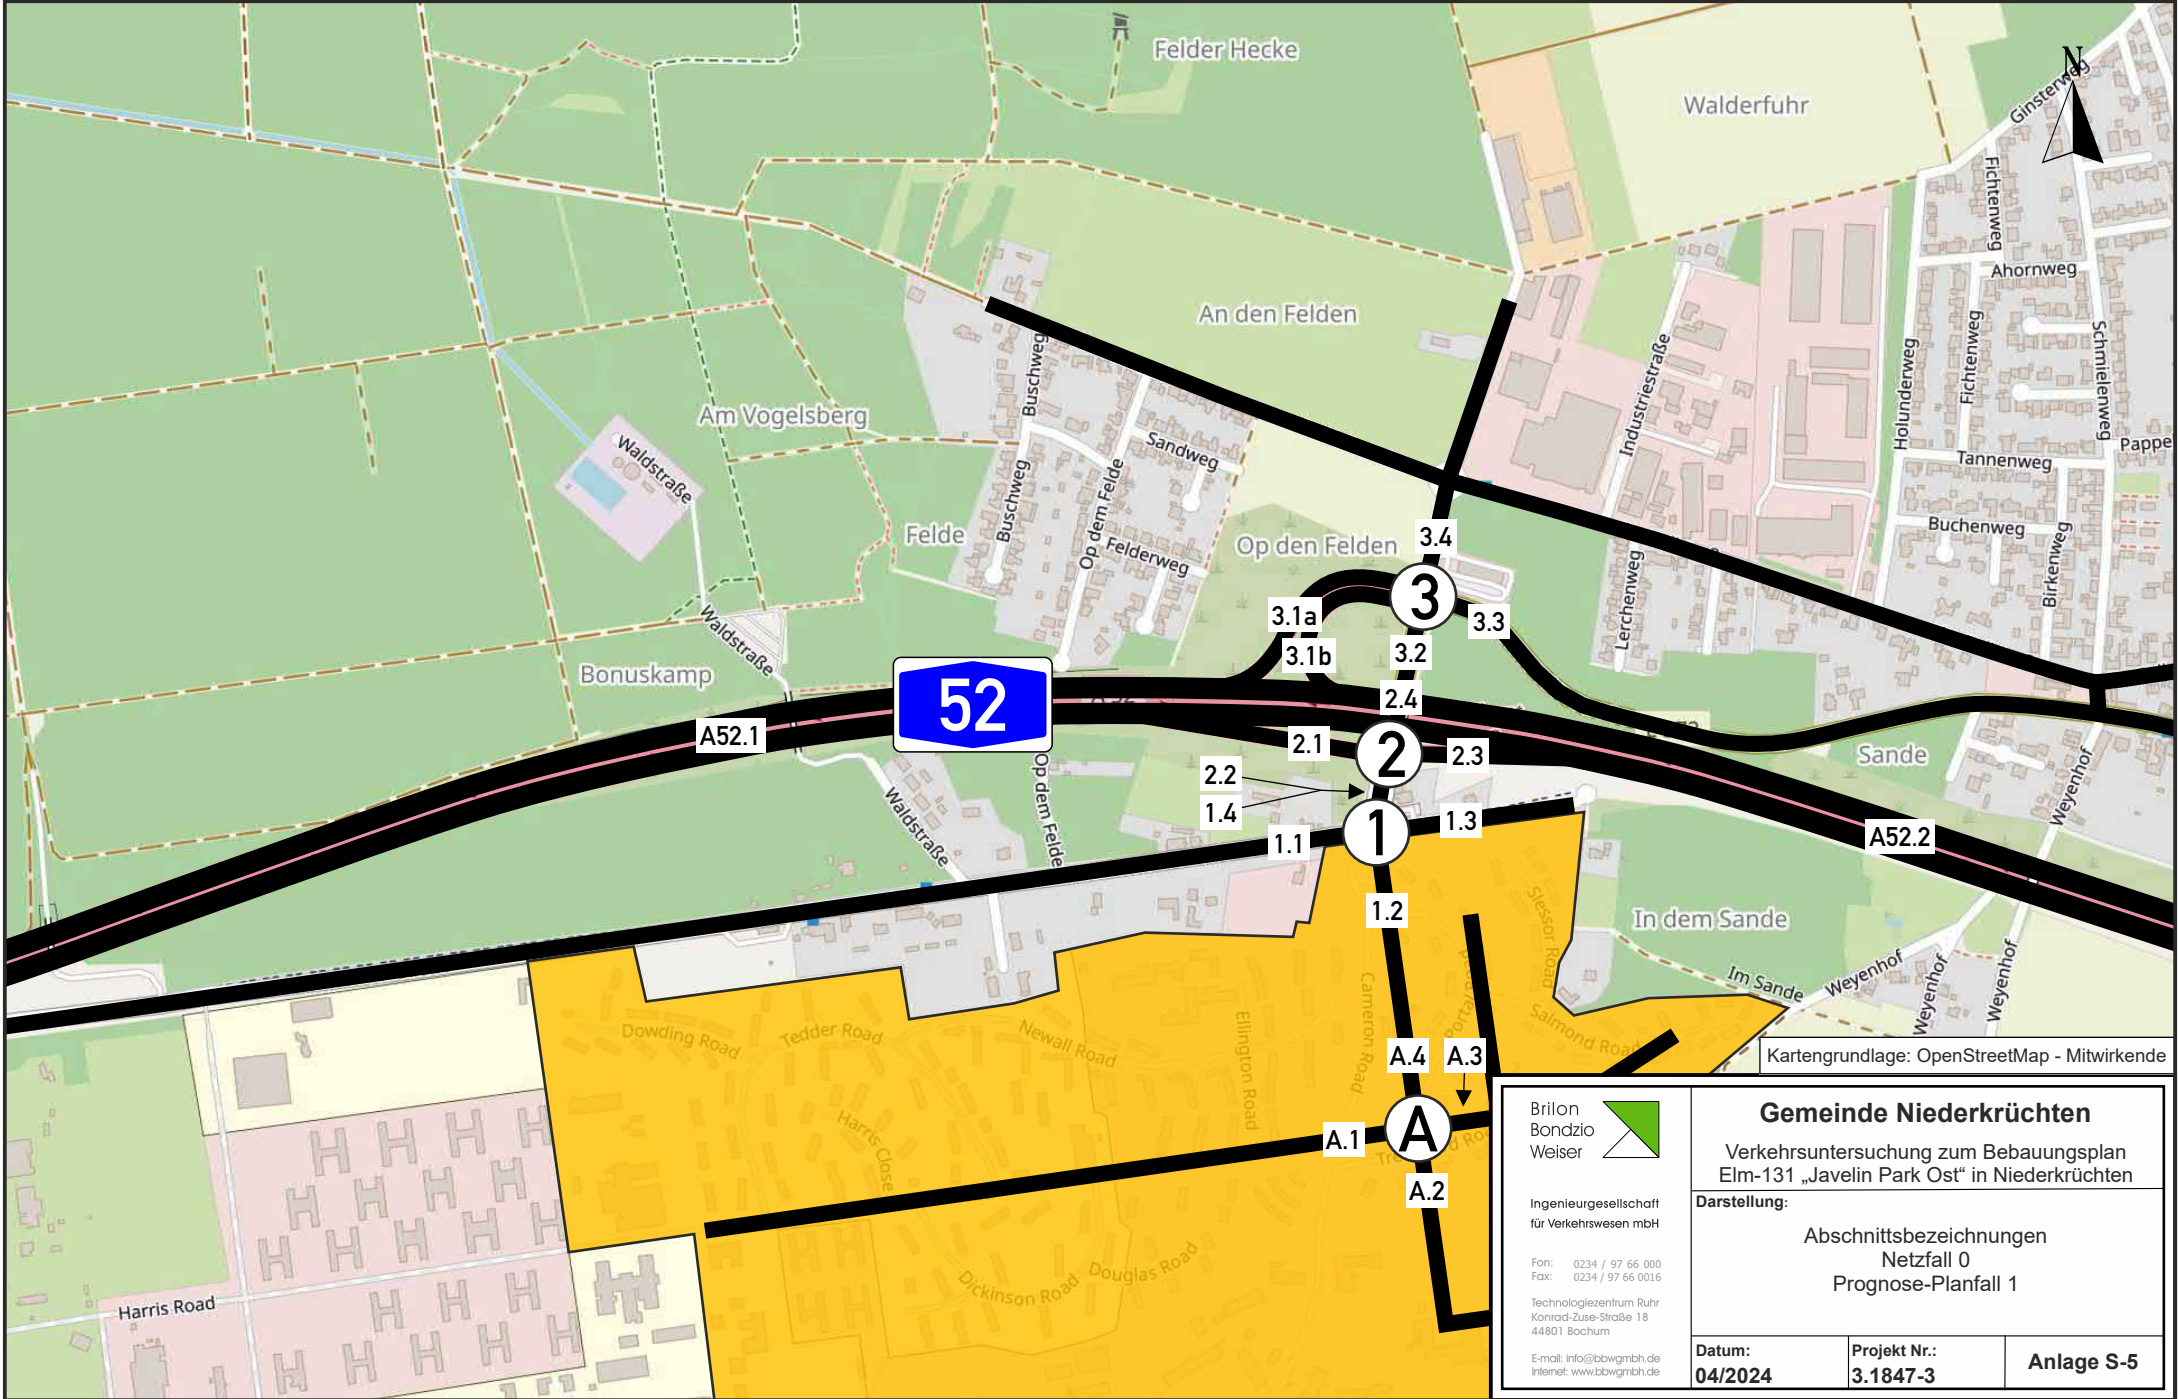 Felder Hecke
Walderfuhr
N
Ginsterweg
Fichtenweg
Ahornweg
An den Felden
Fichtenweg
Holunderweg
Schmielenweg
Industriestraße
Buschweg
Am Vogelsberg
Waldstraße
Sandweg
Tannenweg
Pappe
Buschweg
Op dem Felde
Felde
Felderweg
Op den Felden
3.4
Buchenweg
Birkenweg
Lerchenweg
3
3.1a
3.3
3.1b
3.2
Waldstraße
Bonuskamp
52
2.4
A52.1
2.1
2
2.3
Sande
2.2
1.4
Op dem Felde
Waldstraße
1.1
1
1.3
A52.2
Weyenhof
1.2
Slessor Road
In dem Sande
Im Sande
Weyenhof
Weyenhof
Weyenhof
Dowding Road
Tedder Road
Newall Road
Ellington Road
Cameron Road
Portal
Salmond Road
A.4
A.3
Kartengrundlage: OpenStreetMap - Mitwirkende
Harris Close
A.1
A
A.2
Dickinson Road
Douglas Road
Harris Road
Brilon
Bondzio
Weiser
Ingenieurgesellschaft
für Verkehrswesen mbH
Fon: 0234 / 97 66 000
Fax: 0234 / 97 66 0016
Technologiezentrum Ruhr
Konrad-Zuse-Straße 18
44801 Bochum
E-mail: info@bbwgmbh.de
Internet: www.bbwgmbh.de
Gemeinde Niederkrüchten
Verkehrsuntersuchung zum Bebauungsplan
Elm-131 „Javelin Park Ost“ in Niederkrüchten
Darstellung:
Abschnittsbezeichnungen
Netzfall 0
Prognose-Planfall 1
Datum:
04/2024
Projekt Nr.:
3.1847-3
Anlage S-5